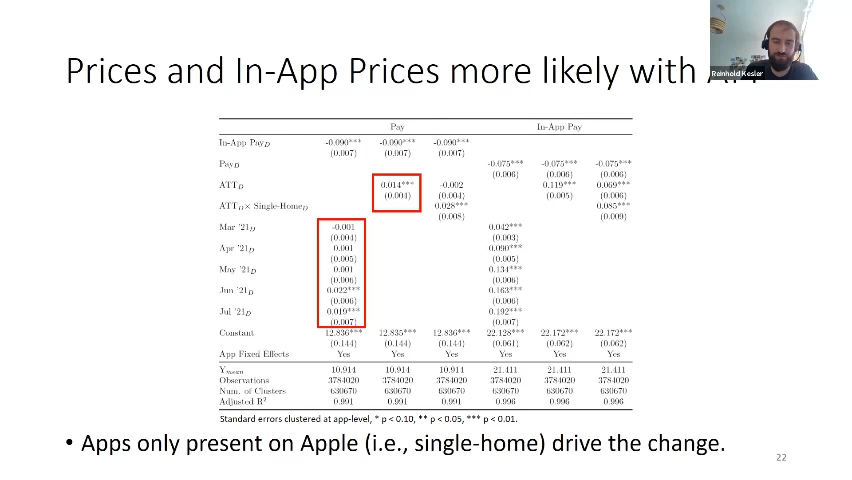 Prices and In-App Prices more likely with
Reinhold Kesler
Pay In-App Pay
In-App Pay_D -0.090*** -0.090*** -0.090***
(0.007) (0.007) (0.007)
Pay_D -0.075*** -0.075*** -0.075***
(0.006) (0.006) (0.006)
ATT_D 0.014*** -0.002 0.119*** 0.069***
(0.004) (0.004) (0.005) (0.006)
ATT_D× Single-Home_D 0.028*** 0.085***
(0.008) (0.009)
Mar '21_D -0.001 0.042***
(0.004) (0.003)
Apr '21_D 0.001 0.090***
(0.005) (0.005)
May '21_D 0.001 0.134***
(0.006) (0.006)
Jun '21_D 0.022*** 0.163***
(0.006) (0.006)
Jul '21_D 0.019*** 0.192***
(0.007) (0.007)
Constant 12.836*** 12.835*** 12.836*** 22.128*** 22.172*** 22.172***
(0.144) (0.144) (0.144) (0.061) (0.062) (0.062)
App Fixed Effects Yes Yes Yes Yes Yes Yes
Y_mean 10.914 10.914 10.914 21.411 21.411 21.411
Observations 3784020 3784020 3784020 3784020 3784020 3784020
Num. of Clusters 630670 630670 630670 630670 630670 630670
Adjusted R² 0.991 0.991 0.991 0.996 0.996 0.996
Standard errors clustered at app-level, * p < 0.10, ** p < 0.05, *** p < 0.01.
• Apps only present on Apple (i.e., single-home) drive the change.
22